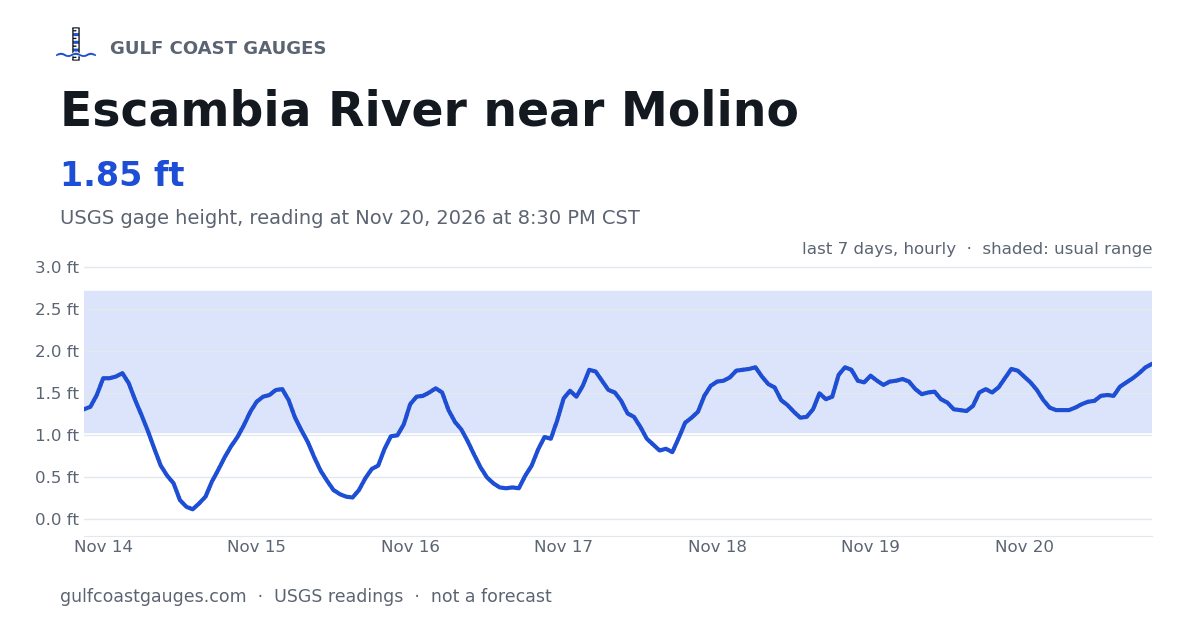 GULF COAST GAUGES
Escambia River near Molino
1.85 ft
USGS gage height, reading at Nov 20, 2026 at 8:30 PM CST
last 7 days, hourly · shaded: usual range
3.0 ft
2.5 ft
2.0 ft
1.5 ft
1.0 ft
0.5 ft
0.0 ft
Nov 14 Nov 15 Nov 16 Nov 17 Nov 18 Nov 19 Nov 20
gulfcoastgauges.com · USGS readings · not a forecast